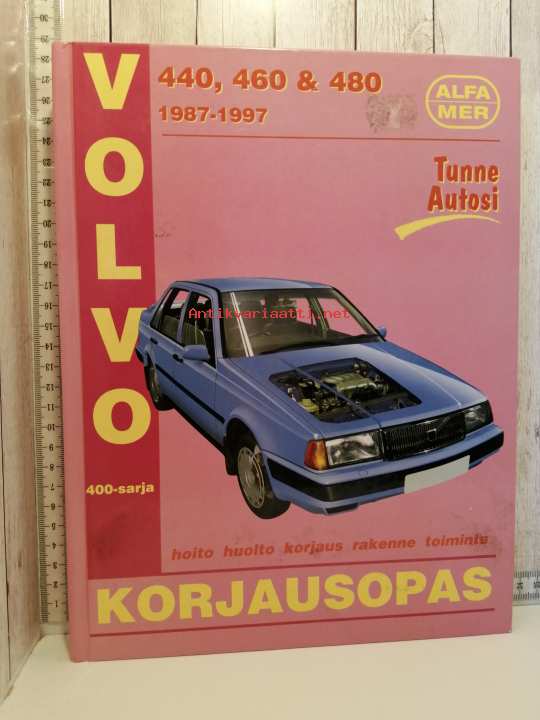 VOLVO
440, 460 & 480
1987-1997
ALFA
MER
Tunne
Autosi
Antikvariaatti.net
400-sarja
hoito huolto korjaus rakenne toiminta
KORJAUSOPAS